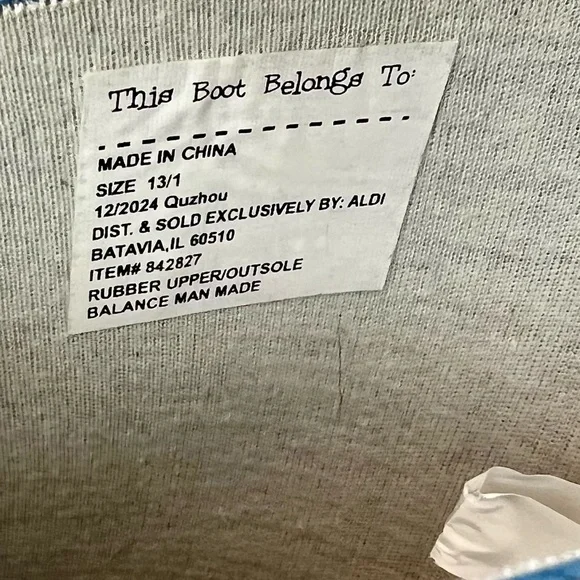 This Boot Belongs To:
MADE IN CHINA
SIZE 13/1
12/2024 Quzhou
DIST. & SOLD EXCLUSIVELY BY: ALDI
BATAVIA,IL 60510
ITEM# 842827
RUBBER UPPER/OUTSOLE
BALANCE MAN MADE